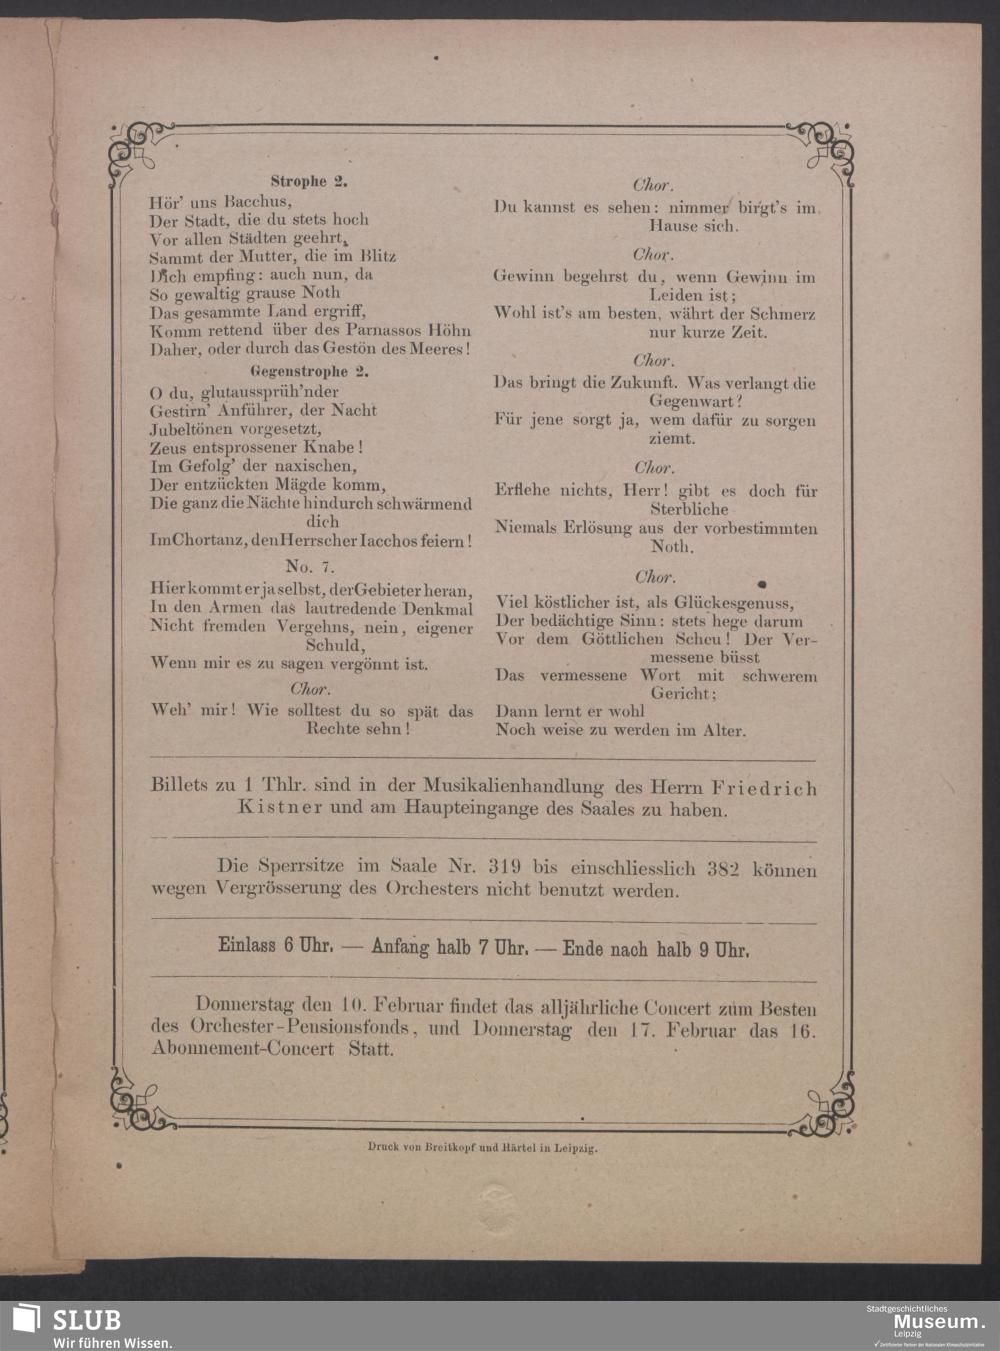 Strophe 2.
Hör' uns Bacchus,
Der Stadt, die du stets hoch
Vor allen Städten geehrt,
Sammt der Mutter, die im Blitz
Dich empfing: auch nun, da
So gewaltig grause Noth
Das gesammte Land ergriff,
Komm rettend über des Parnassos Höhn
Daher, oder durch das Gestön des Meeres!
Gegenstrophe 2.
O du, glutaussprüh'nder
Gestirn' Anführer, der Nacht
Jubeltönen vorgesetzt,
Zeus entsprossener Knabe!
Im Gefolg' der naxischen,
Der entzückten Mägde komm,
Die ganz die Nächte hindurch schwärmend
dich
Im Chortanz, den Herrscher Iacchos feiern!
No. 7.
Hier kommt er ja selbst, der Gebieter heran,
In den Armen das lautredende Denkmal
Nicht fremden Vergehns, nein, eigener
Schuld,
Wenn mir es zu sagen vergönnt ist.
Chor.
Weh' mir! Wie solltest du so spät das
Rechte sehn!
Chor.
Du kannst es sehen: nimmer birgt's im
Hause sich.
Chor.
Gewinn begehrst du, wenn Gewinn im
Leiden ist;
Wohl ist's am besten, währt der Schmerz
nur kurze Zeit.
Chor.
Das bringt die Zukunft. Was verlangt die
Gegenwart?
Für jene sorgt ja, wem dafür zu sorgen
ziemt.
Chor.
Erflehe nichts, Herr! gibt es doch für
Sterbliche
Niemals Erlösung aus der vorbestimmten
Noth.
Chor.
Viel köstlicher ist, als Glückesgenuss,
Der bedächtige Sinn: stets hege darum
Vor dem Göttlichen Scheu! Der Ver-
messene büsst
Das vermessene Wort mit schwerem
Gericht;
Dann lernt er wohl
Noch weise zu werden im Alter.
Billets zu 1 Thlr. sind in der Musikalienhandlung des Herrn Friedrich
Kistner und am Haupteingange des Saales zu haben.
Die Sperrsitze im Saale Nr. 319 bis einschliesslich 382 können
wegen Vergrösserung des Orchesters nicht benutzt werden.
Einlass 6 Uhr. — Anfang halb 7 Uhr. — Ende nach halb 9 Uhr.
Donnerstag den 10. Februar findet das alljährliche Concert zum Besten
des Orchester-Pensionsfonds, und Donnerstag den 17. Februar das 16.
Abonnement-Concert Statt.
Druck von Breitkopf und Härtel in Leipzig.
SLUB
Wir führen Wissen.
Stadtgeschichtliches
Museum.
Leipzig
Zertifizierter Partner der Nationalen Klimaschutzinitiative